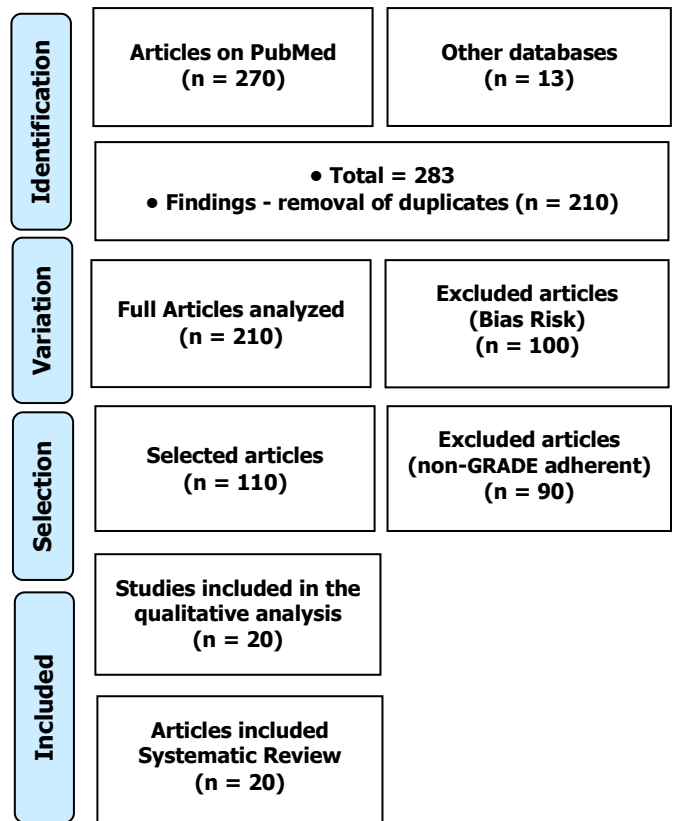 Identification
Articles on PubMed
(n = 270)
Other databases
(n = 13)
• Total = 283
• Findings - removal of duplicates (n = 210)
Variation
Full Articles analyzed
(n = 210)
Excluded articles
(Bias Risk)
(n = 100)
Selection
Selected articles
(n = 110)
Excluded articles
(non-GRADE adherent)
(n = 90)
Included
Studies included in the
qualitative analysis
(n = 20)
Articles included
Systematic Review
(n = 20)